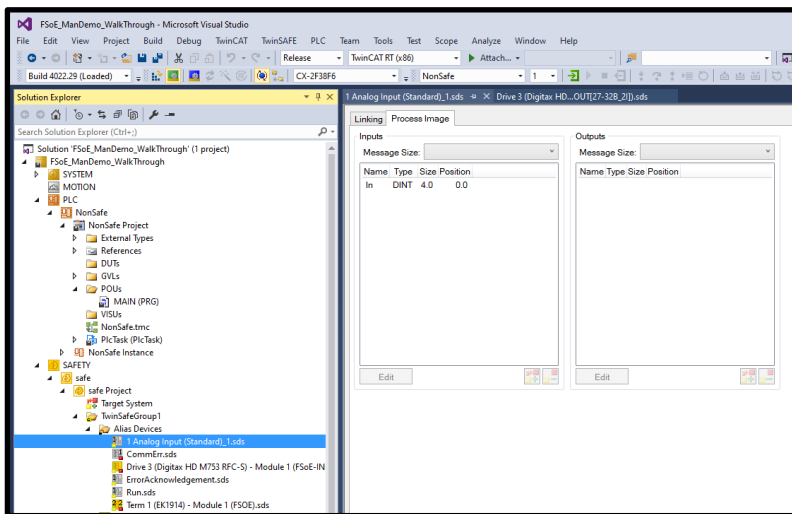 FSoE_ManDemo_WalkThrough - Microsoft Visual Studio
File Edit View Project Build Debug TwinCAT TwinSAFE PLC Team Tools Test Scope Analyze Window Help
Release TwinCAT RT (x86) Attach...
Build 4022.29 (Loaded) CX-2F38F6 NonSafe 1
Solution Explorer
Search Solution Explorer (Ctrl+;)
Solution 'FSoE_ManDemo_WalkThrough' (1 project)
FSoE_ManDemo_WalkThrough
SYSTEM
MOTION
PLC
NonSafe
NonSafe Project
External Types
References
DUTs
GVLs
POUs
MAIN (PRG)
VISUs
NonSafe.tmc
PlcTask (PlcTask)
NonSafe Instance
SAFETY
safe
safe Project
Target System
TwinSafeGroup1
Alias Devices
1 Analog Input (Standard)_1.sds
CommErr.sds
Drive 3 (Digitax HD M753 RFC-S) - Module 1 (FSoE-IN
ErrorAcknowledgement.sds
Run.sds
Term 1 (EK1914) - Module 1 (FSOE).sds
1 Analog Input (Standard)_1.sds Drive 3 (Digitax HD...OUT[27-32B_2I]).sds
Linking Process Image
Inputs
Message Size:
Name Type Size Position
In DINT 4.0 0.0
Edit
Outputs
Message Size:
Name Type Size Position
Edit